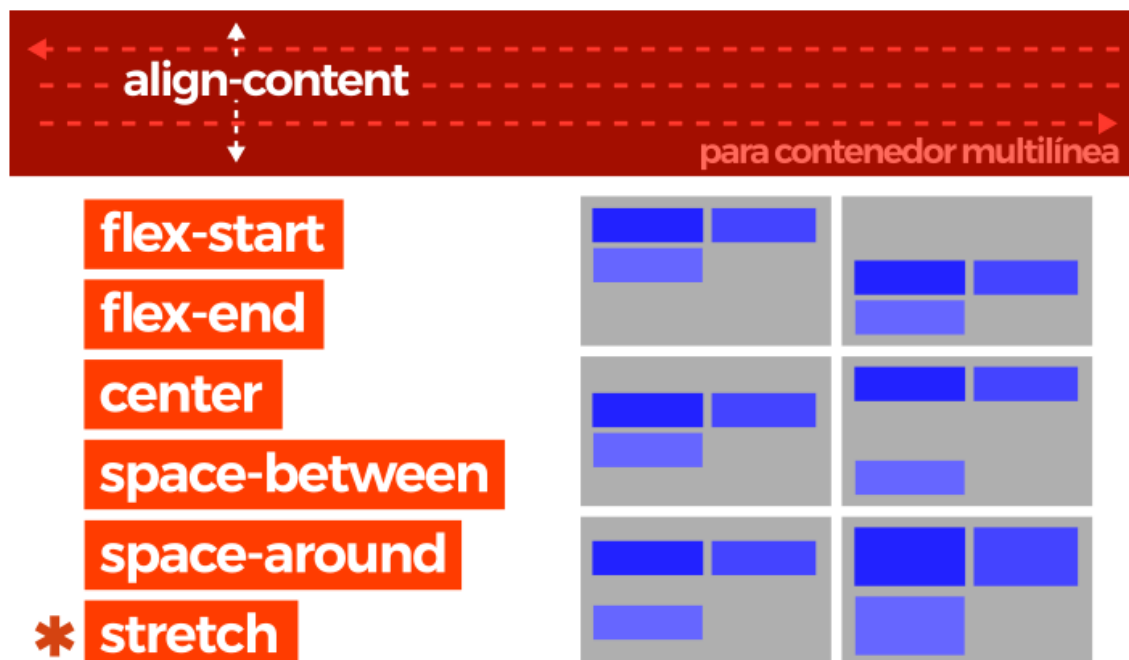 align-content
para contenedor multilínea
flex-start
flex-end
center
space-between
space-around
* stretch